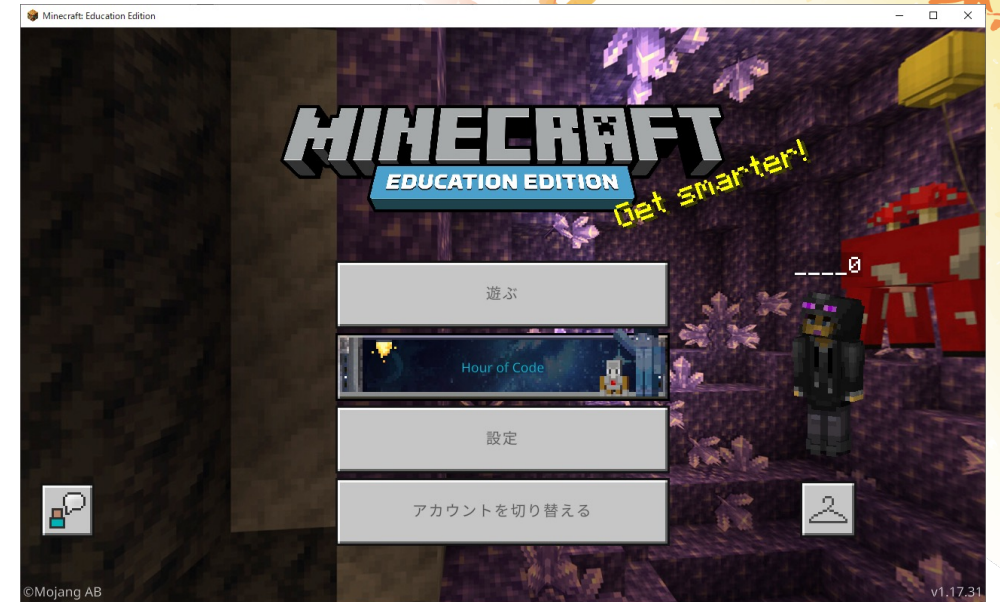 Minecraft: Education Edition
MINECRAFT
EDUCATION EDITION
Get smarter!
____0
遊ぶ
Hour of Code
設定
アカウントを切り替える
©Mojang AB
v1.17.31